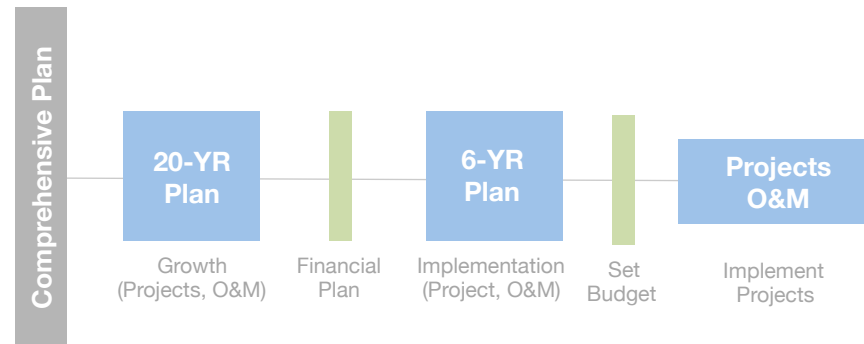 Comprehensive Plan
20-YR
Plan
6-YR
Plan
Projects
O&M
Growth
(Projects, O&M)
Financial
Plan
Implementation
(Project, O&M)
Set
Budget
Implement
Projects